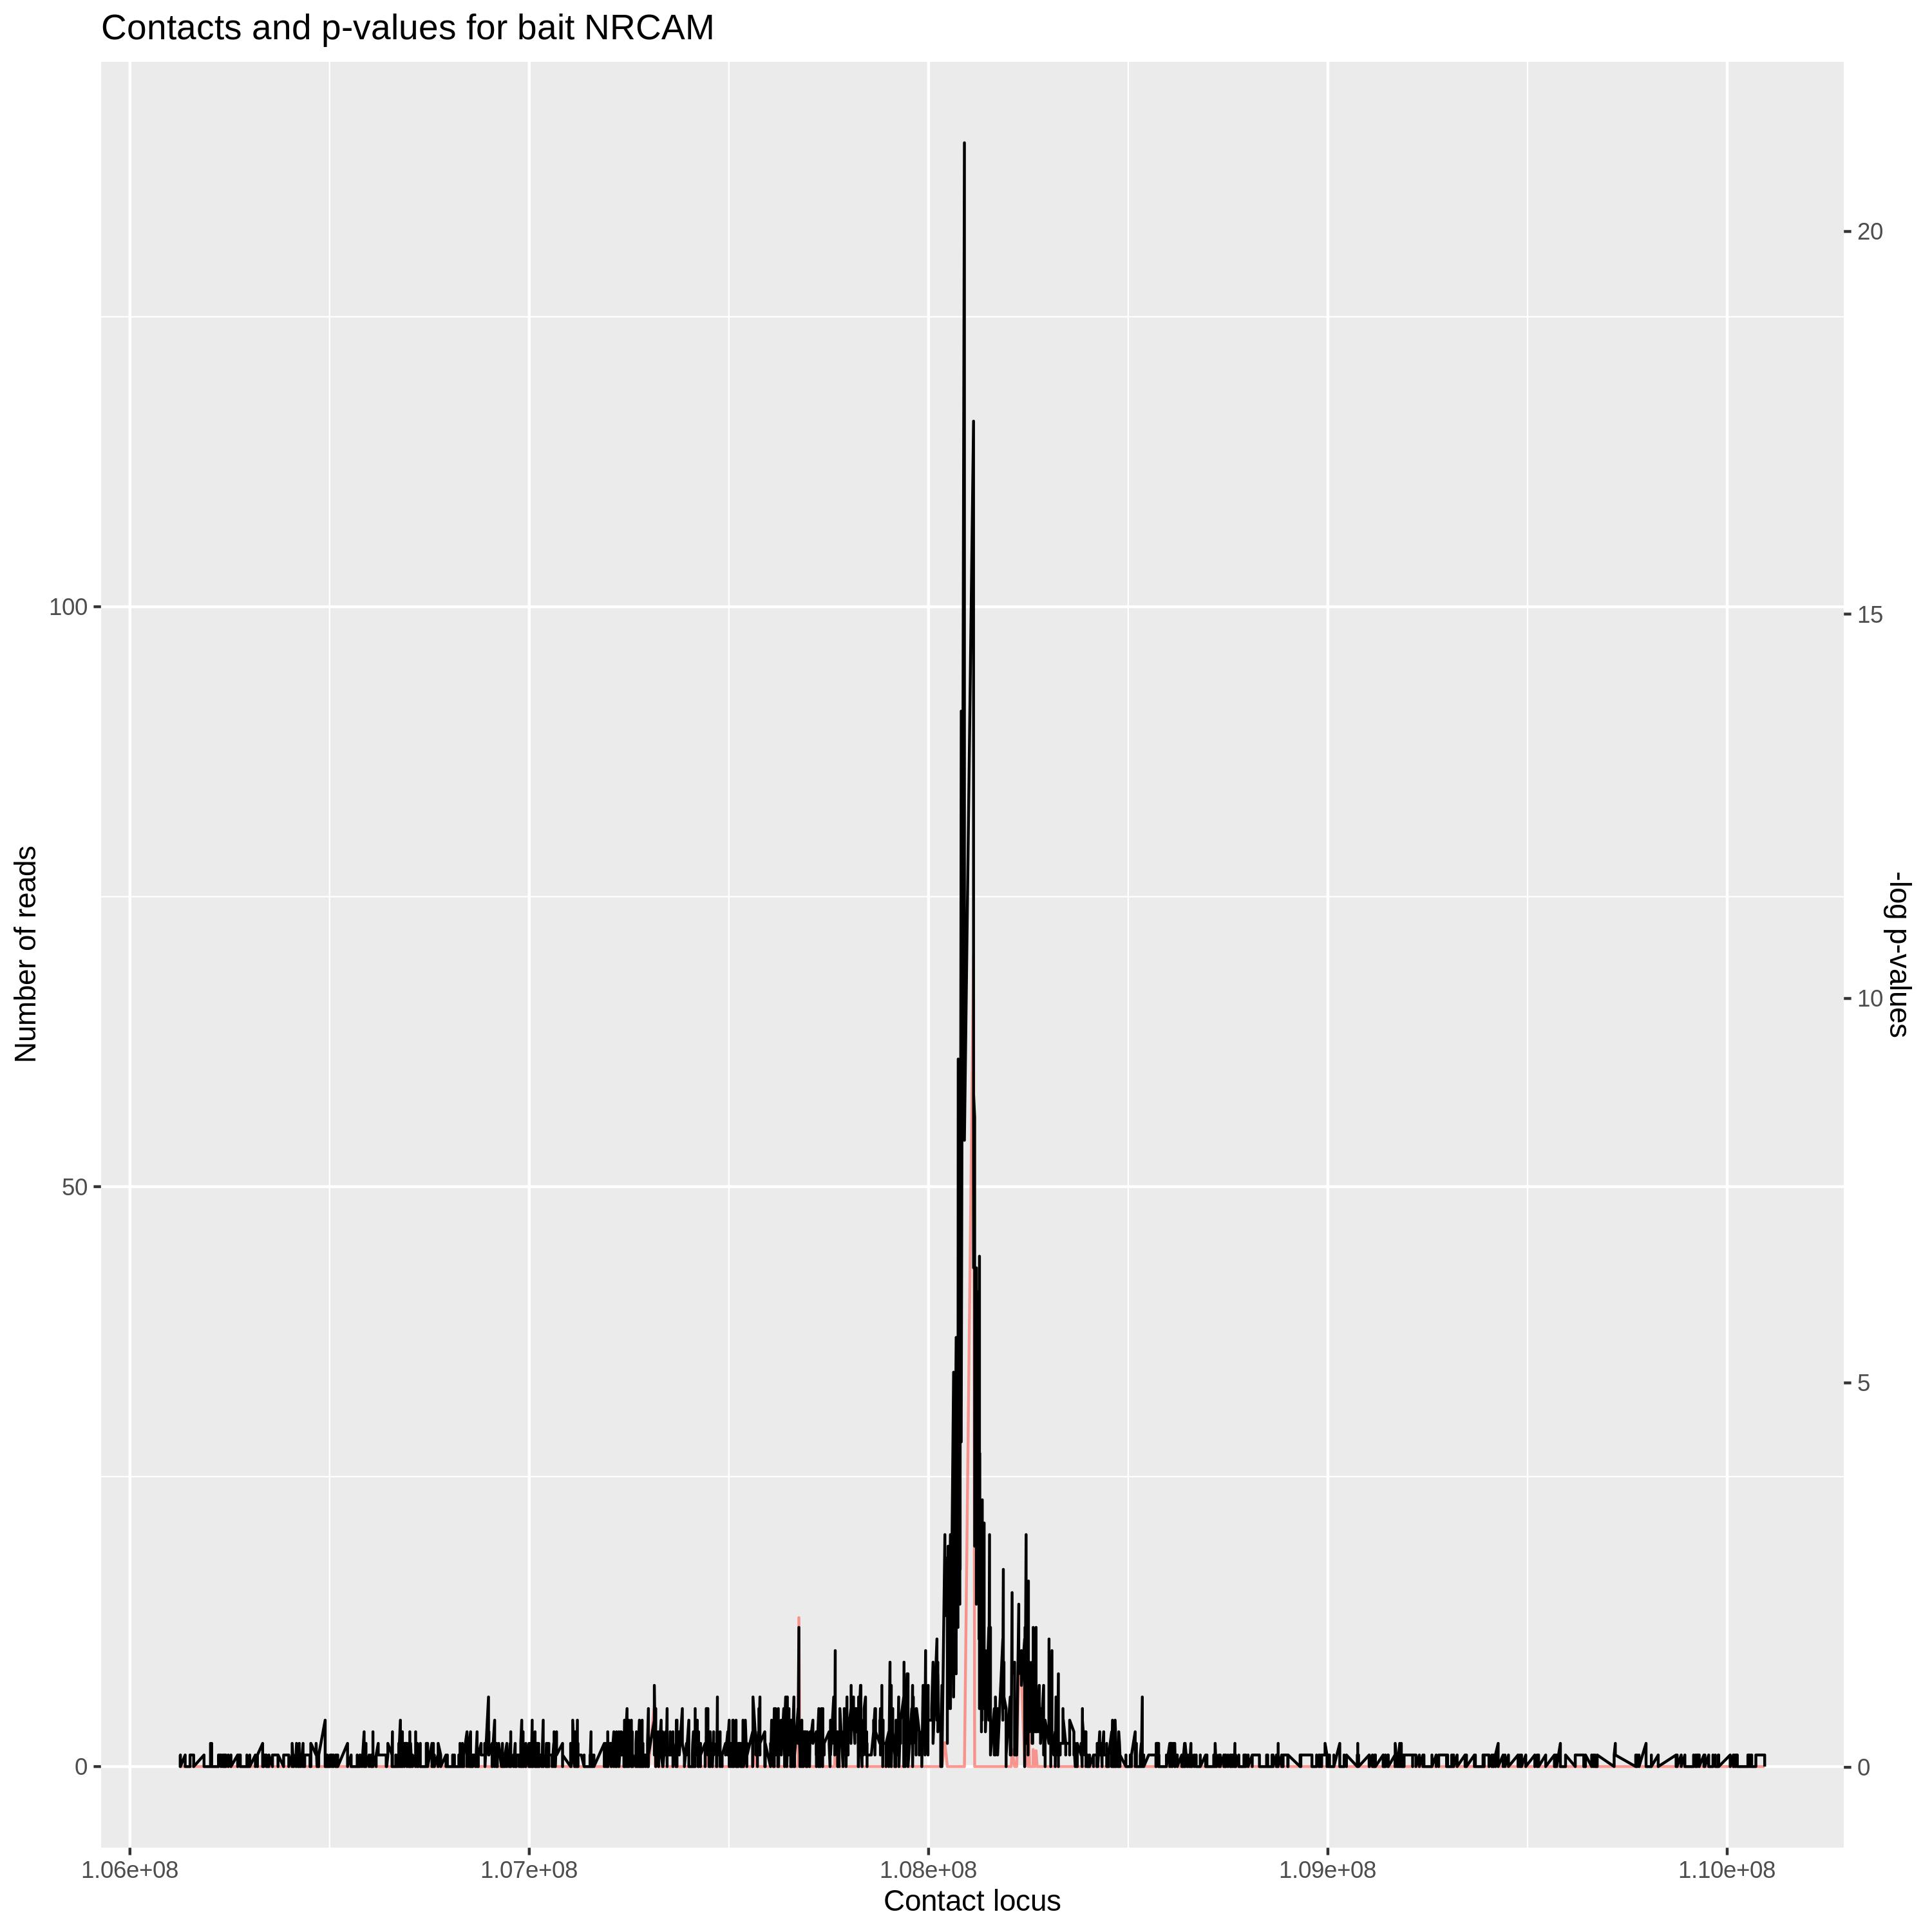 Contacts and p-values for bait NRCAM
Number of reads
100
50
0
20
15
10
5
0
-log p-values
1.06e+08
1.07e+08
1.08e+08
1.09e+08
1.10e+08
Contact locus